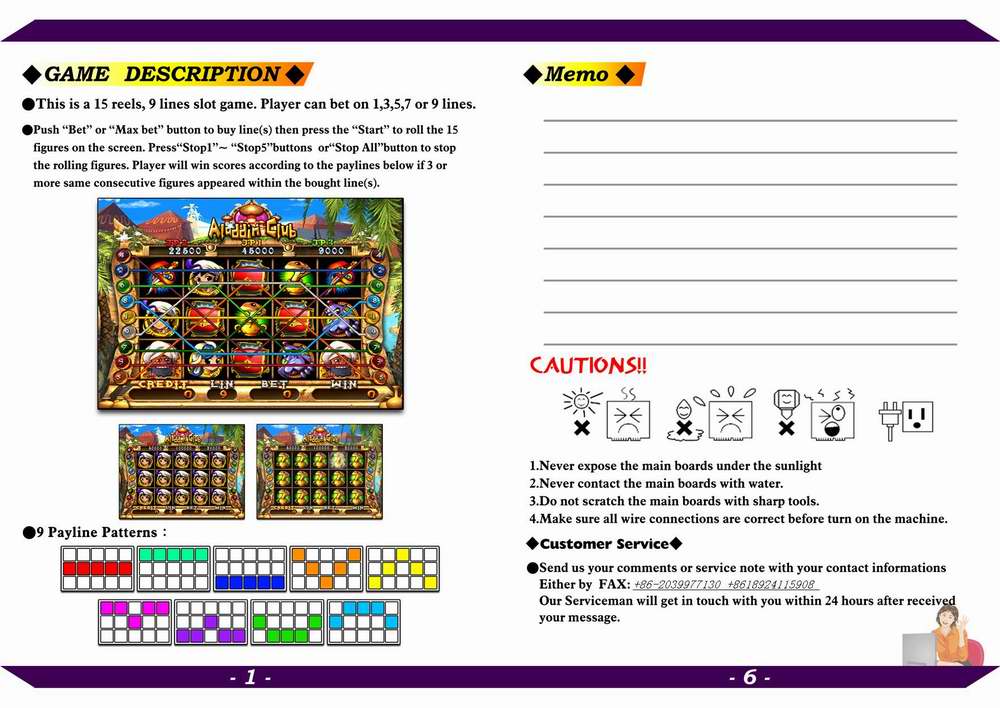 ◆GAME DESCRIPTION◆
●This is a 15 reels, 9 lines slot game. Player can bet on 1,3,5,7 or 9 lines.
●Push “Bet” or “Max bet” button to buy line(s) then press the “Start” to roll the 15
figures on the screen. Press“Stop1”~ “Stop5”buttons or“Stop All”button to stop
the rolling figures. Player will win scores according to the paylines below if 3 or
more same consecutive figures appeared within the bought line(s).
Aladdin Club
JP2 JP1 JP3
22500 45000 9000
CREDIT LIN BET WIN
0 9 0 0
●9 Payline Patterns :
- 1 -
◆Memo◆
CAUTIONS!!
1.Never expose the main boards under the sunlight
2.Never contact the main boards with water.
3.Do not scratch the main boards with sharp tools.
4.Make sure all wire connections are correct before turn on the machine.
◆Customer Service◆
●Send us your comments or service note with your contact informations
Either by FAX: +86-2039977130 +8618924115908
Our Serviceman will get in touch with you within 24 hours after received
your message.
- 6 -